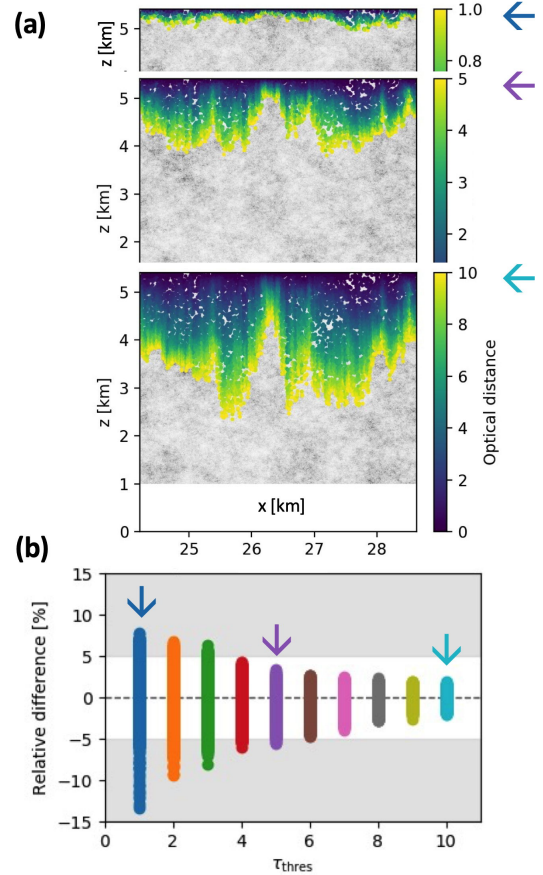 (a)
z [km]
5
1.0
0.8
z [km]
5
4
3
2
5
4
3
2
z [km]
5
4
3
2
1
0
10
8
6
4
2
0
Optical distance
x [km]
25 26 27 28
(b)
Relative difference [%]
15
10
5
0
−5
−10
−15
0 2 4 6 8 10
τthres